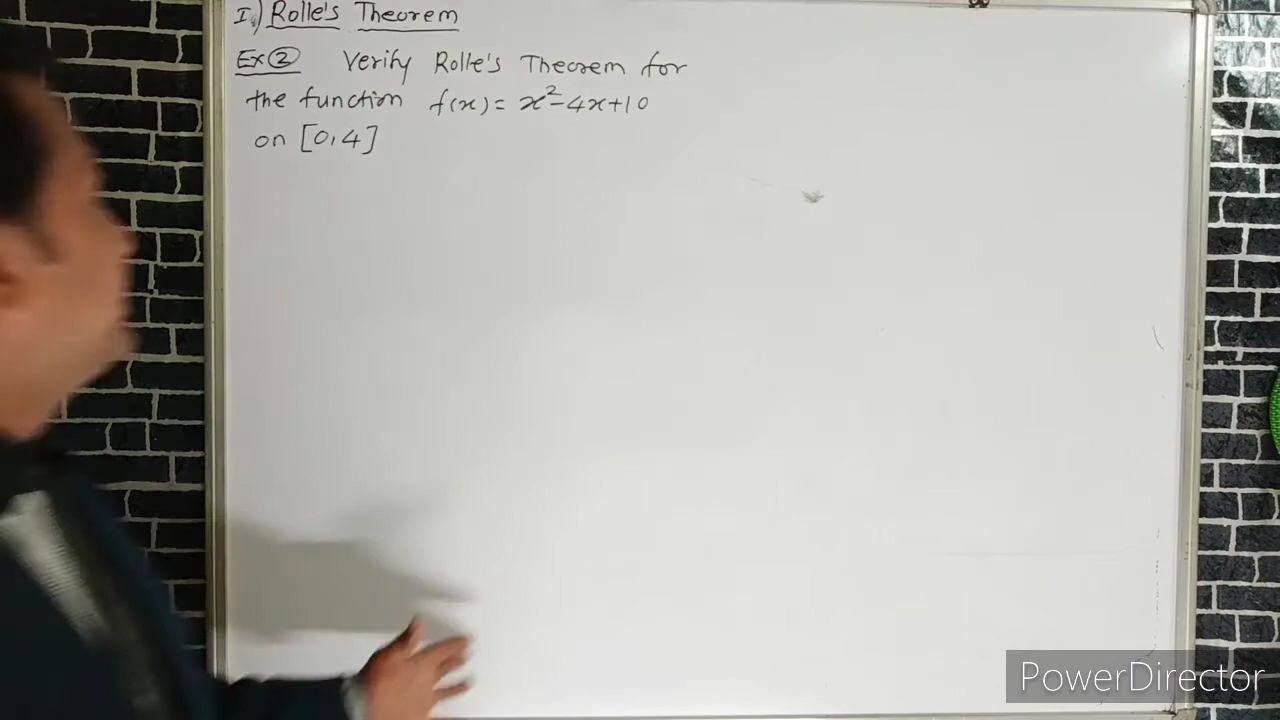 I.) Rolle's Theorem
Ex② Verify Rolle's Theorem for
the function f(x) = x²-4x+10
on [0,4]
PowerDirector